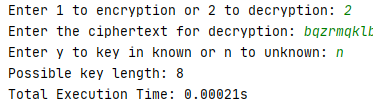 Enter 1 to encryption or 2 to decryption: 2
Enter the ciphertext for decryption: bqzrmqklb
Enter y to key in known or n to unknown: n
Possible key length: 8
Total Execution Time: 0.00021s